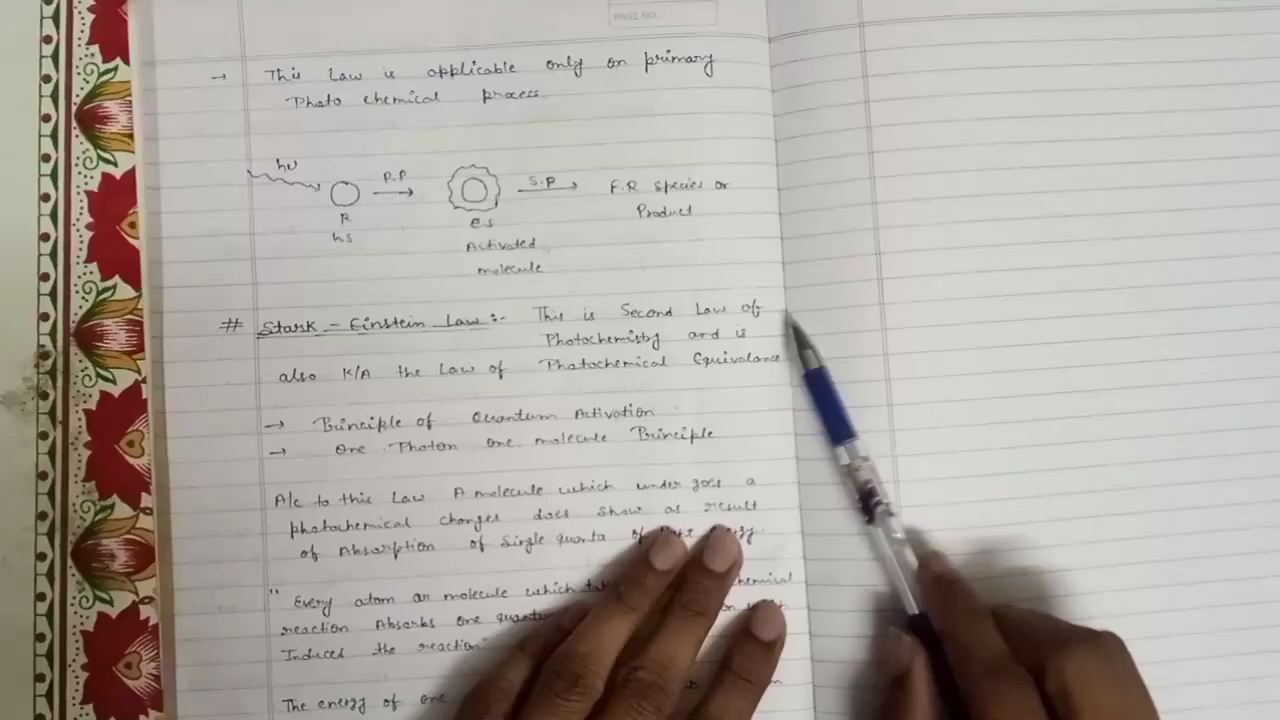 PAGE NO.
→ This Law is applicable only on primary
Photo chemical process.
hν
P.P
S.P
F.R species or
Product
R
hs
es
Activated
molecule
# Stark - Einstein Law :- This is Second Law of
Photochemistry and is
also K/A the Law of Photochemical Equivalance
→ Principle of Quantum Activation
→ One Photon one molecule Principle
A/c to this Law A molecule which under goes a
photochemical changes does show as result
of Absorption of Single quanta of
" Every atom or molecule which
reaction Absorbs one
Induced the reaction"
The energy of one